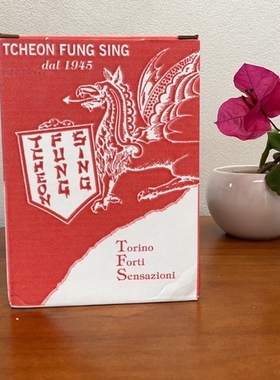 TCHEON FUNG SING
dal 1945
TCHEON
FUNG
SING
Torino
Forti
Sensazioni